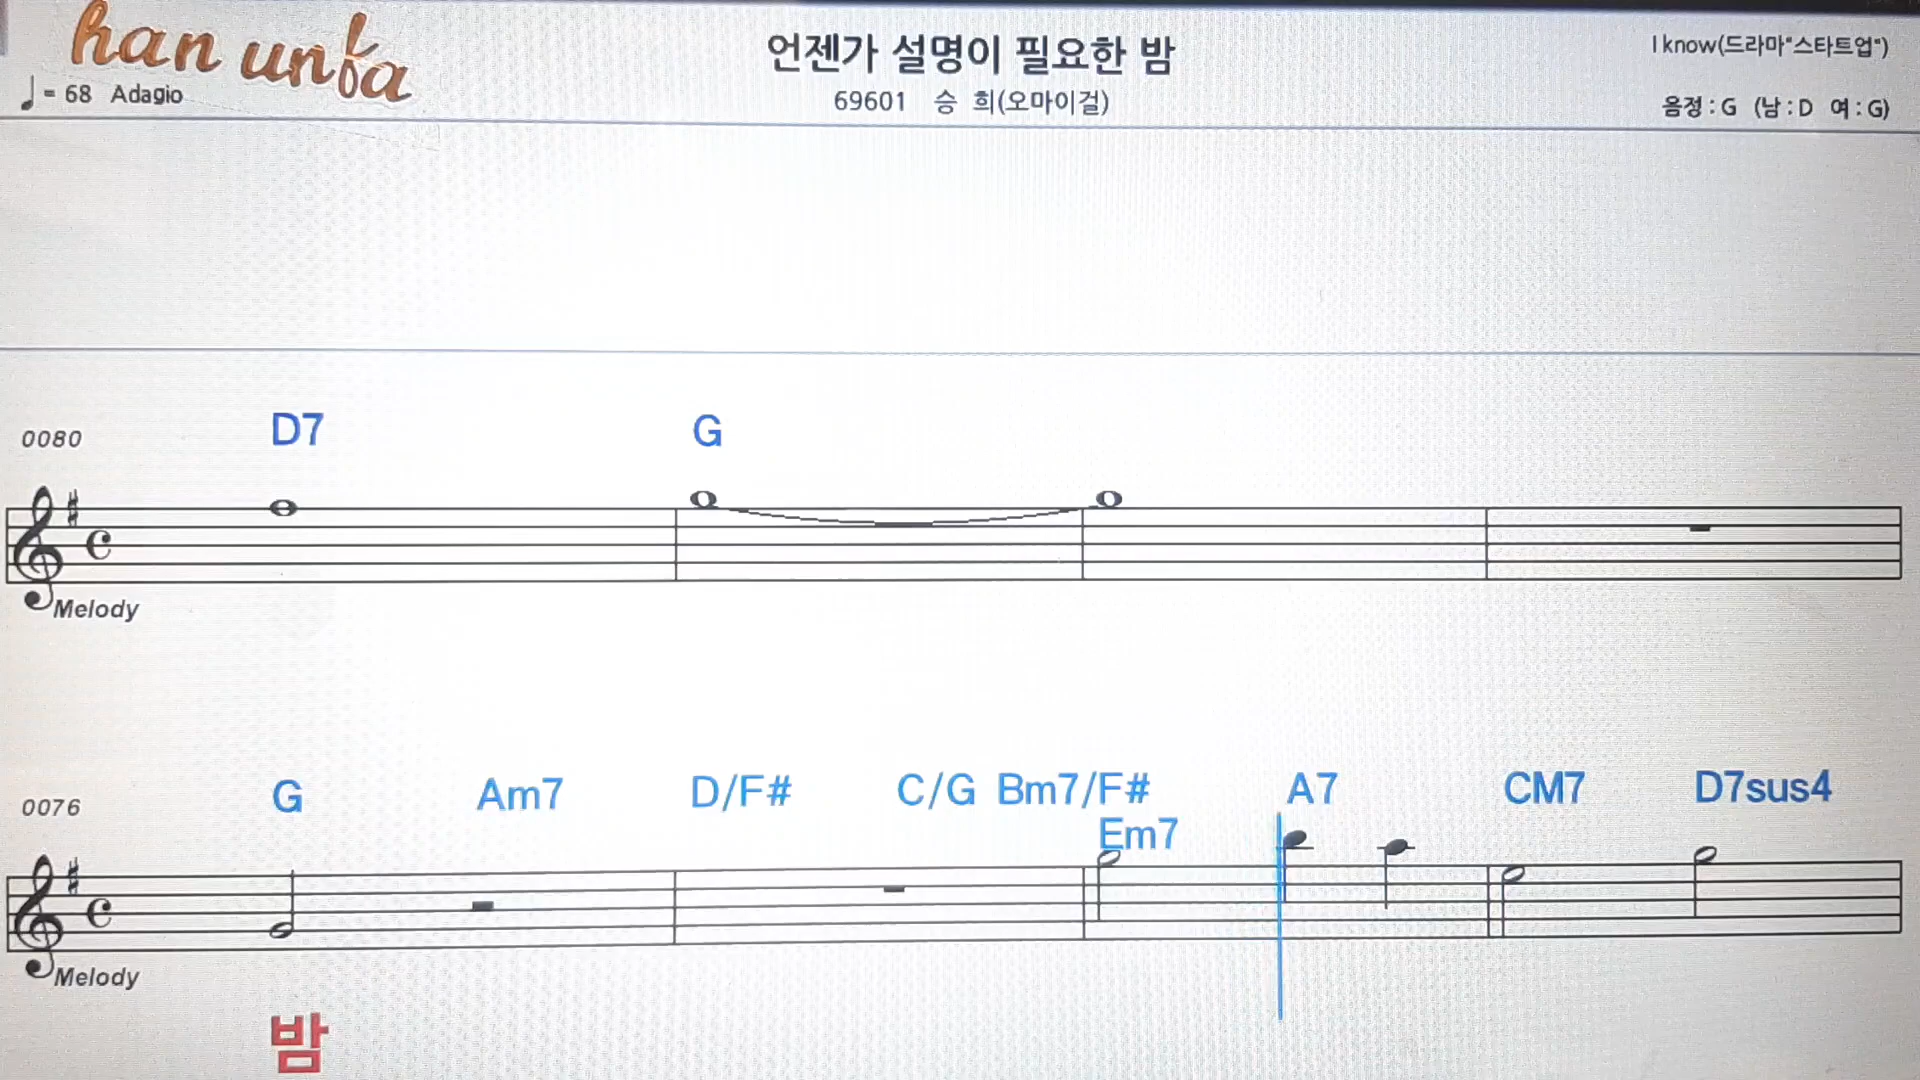 han unfa
♩ = 68 Adagio
언젠가 설명이 필요한 밤
69601 승 희(오마이걸)
I know(드라마"스타트업")
음정 : G (남 : D 여 : G)
0080
D7 G
Melody
0076
G Am7 D/F# C/G Bm7/F# A7 CM7 D7sus4
Em7
Melody
밤